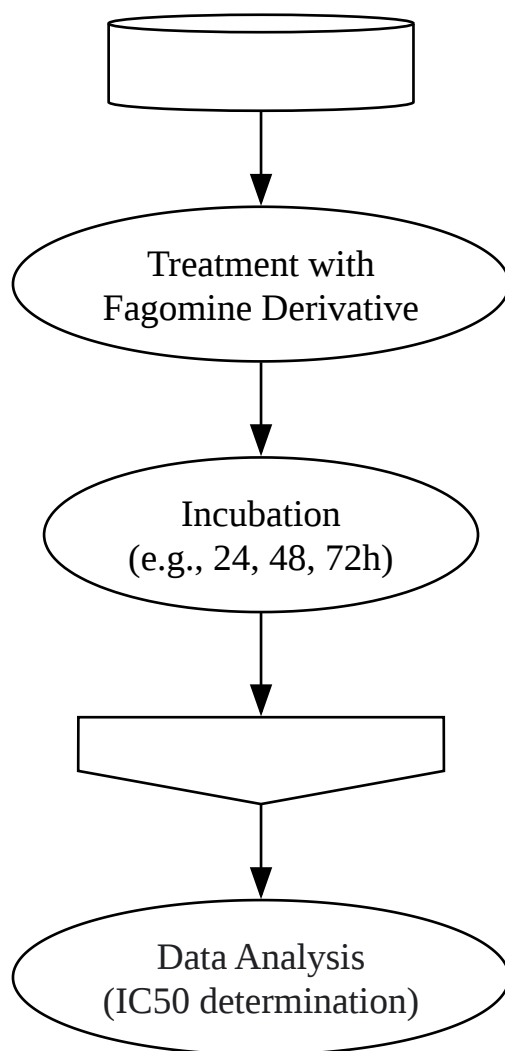 Treatment with
Fagomine Derivative
Incubation
(e.g., 24, 48, 72h)
Data Analysis
(IC50 determination)